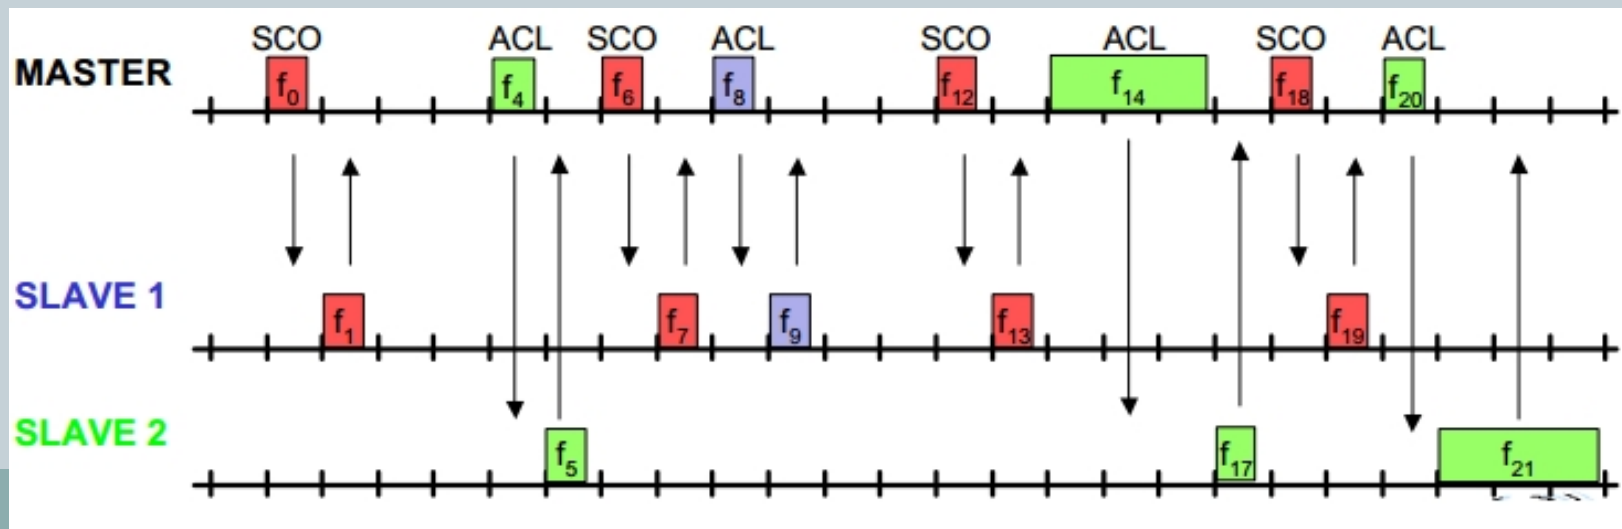 SCO ACL SCO ACL SCO ACL SCO ACL
MASTER f0 f4 f6 f8 f12 f14 f18 f20
SLAVE 1 f1 f7 f9 f13 f19
SLAVE 2 f5 f17 f21